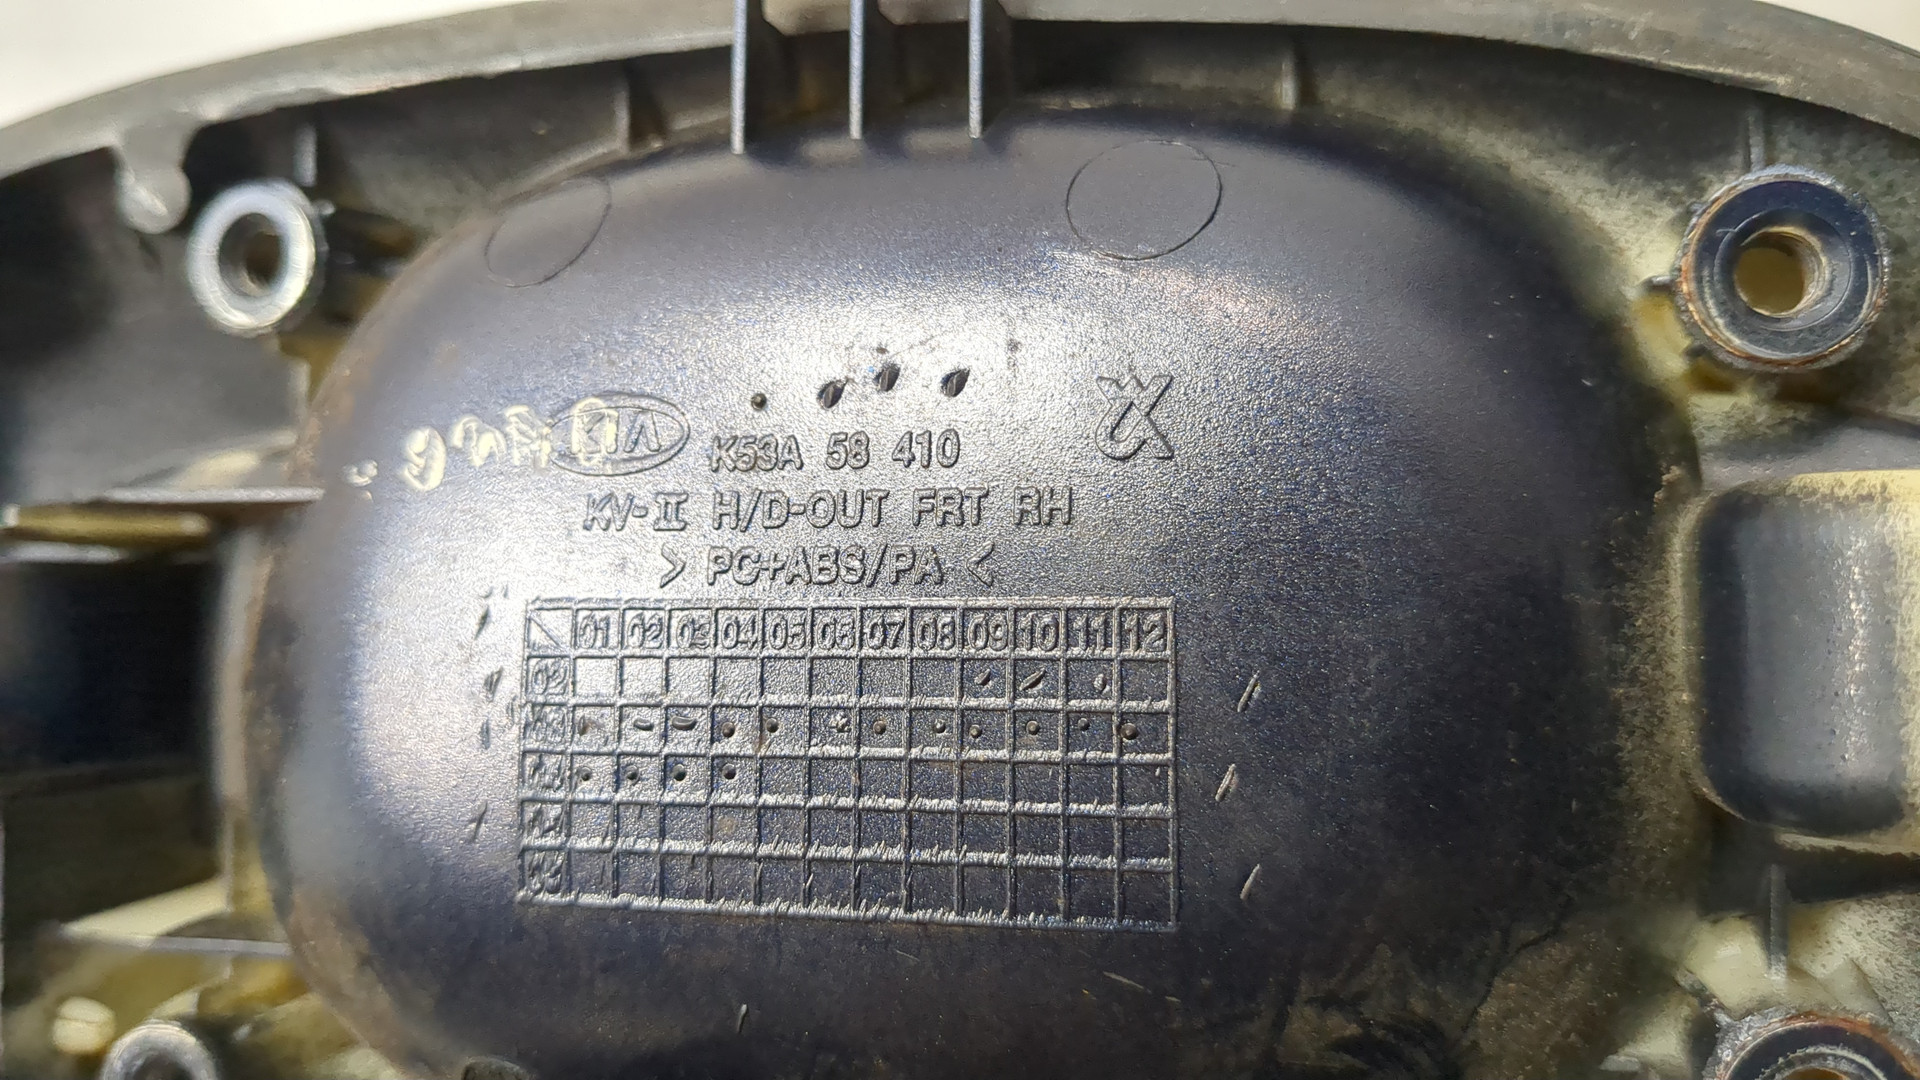 KIA K53A 58 410
KV-II H/D-OUT FRT RH
> PC+ABS/PA <
01 02 03 04 05 06 07 08 09 10 11 12
02
03